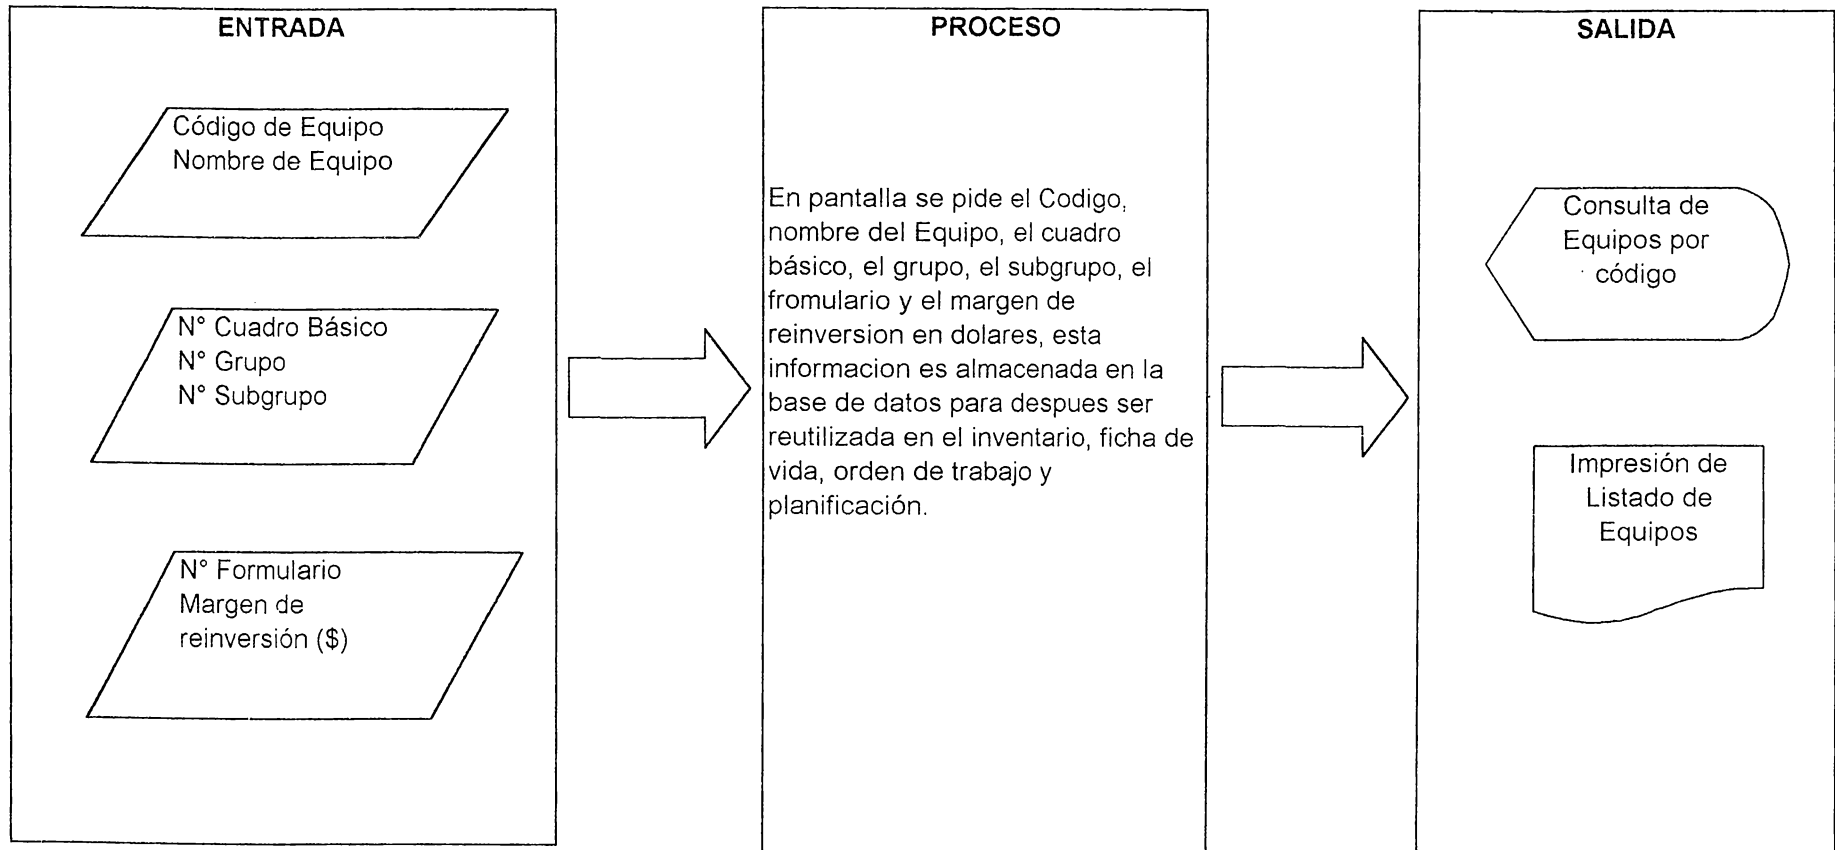 ENTRADA
Código de Equipo
Nombre de Equipo
N° Cuadro Básico
N° Grupo
N° Subgrupo
N° Formulario
Margen de
reinversión ($)
PROCESO
En pantalla se pide el Codigo,
nombre del Equipo, el cuadro
básico, el grupo, el subgrupo, el
fromulario y el margen de
reinversion en dolares, esta
informacion es almacenada en la
base de datos para despues ser
reutilizada en el inventario, ficha de
vida, orden de trabajo y
planificación.
SALIDA
Consulta de
Equipos por
código
Impresión de
Listado de
Equipos